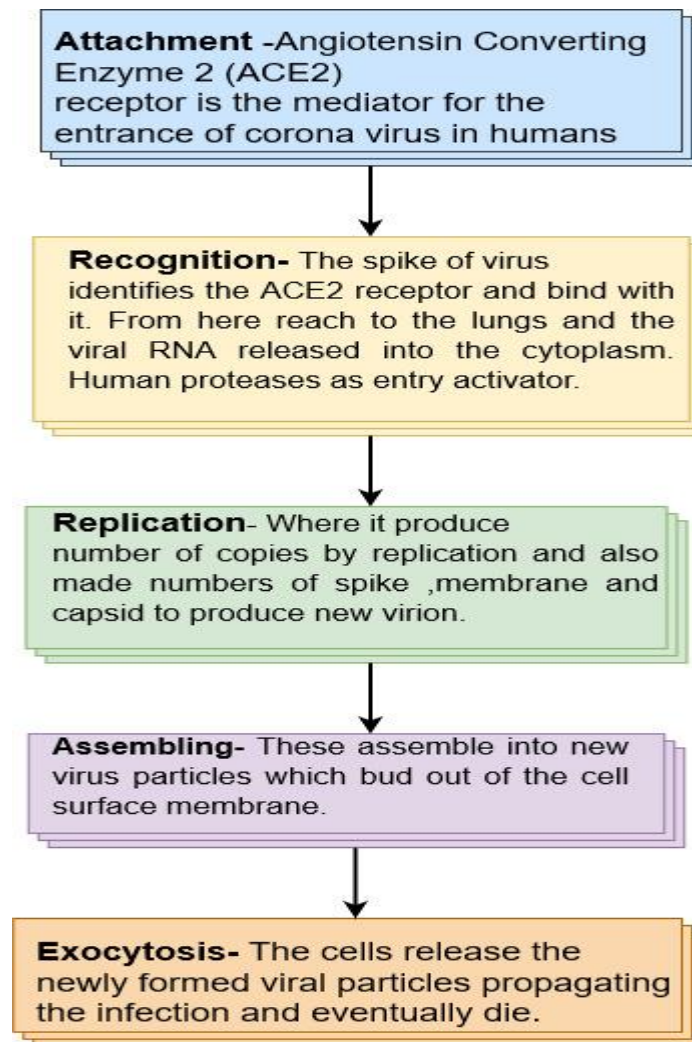 Attachment -Angiotensin Converting
Enzyme 2 (ACE2)
receptor is the mediator for the
entrance of corona virus in humans
Recognition- The spike of virus
identifies the ACE2 receptor and bind with
it. From here reach to the lungs and the
viral RNA released into the cytoplasm.
Human proteases as entry activator.
Replication- Where it produce
number of copies by replication and also
made numbers of spike ,membrane and
capsid to produce new virion.
Assembling- These assemble into new
virus particles which bud out of the cell
surface membrane.
Exocytosis- The cells release the
newly formed viral particles propagating
the infection and eventually die.